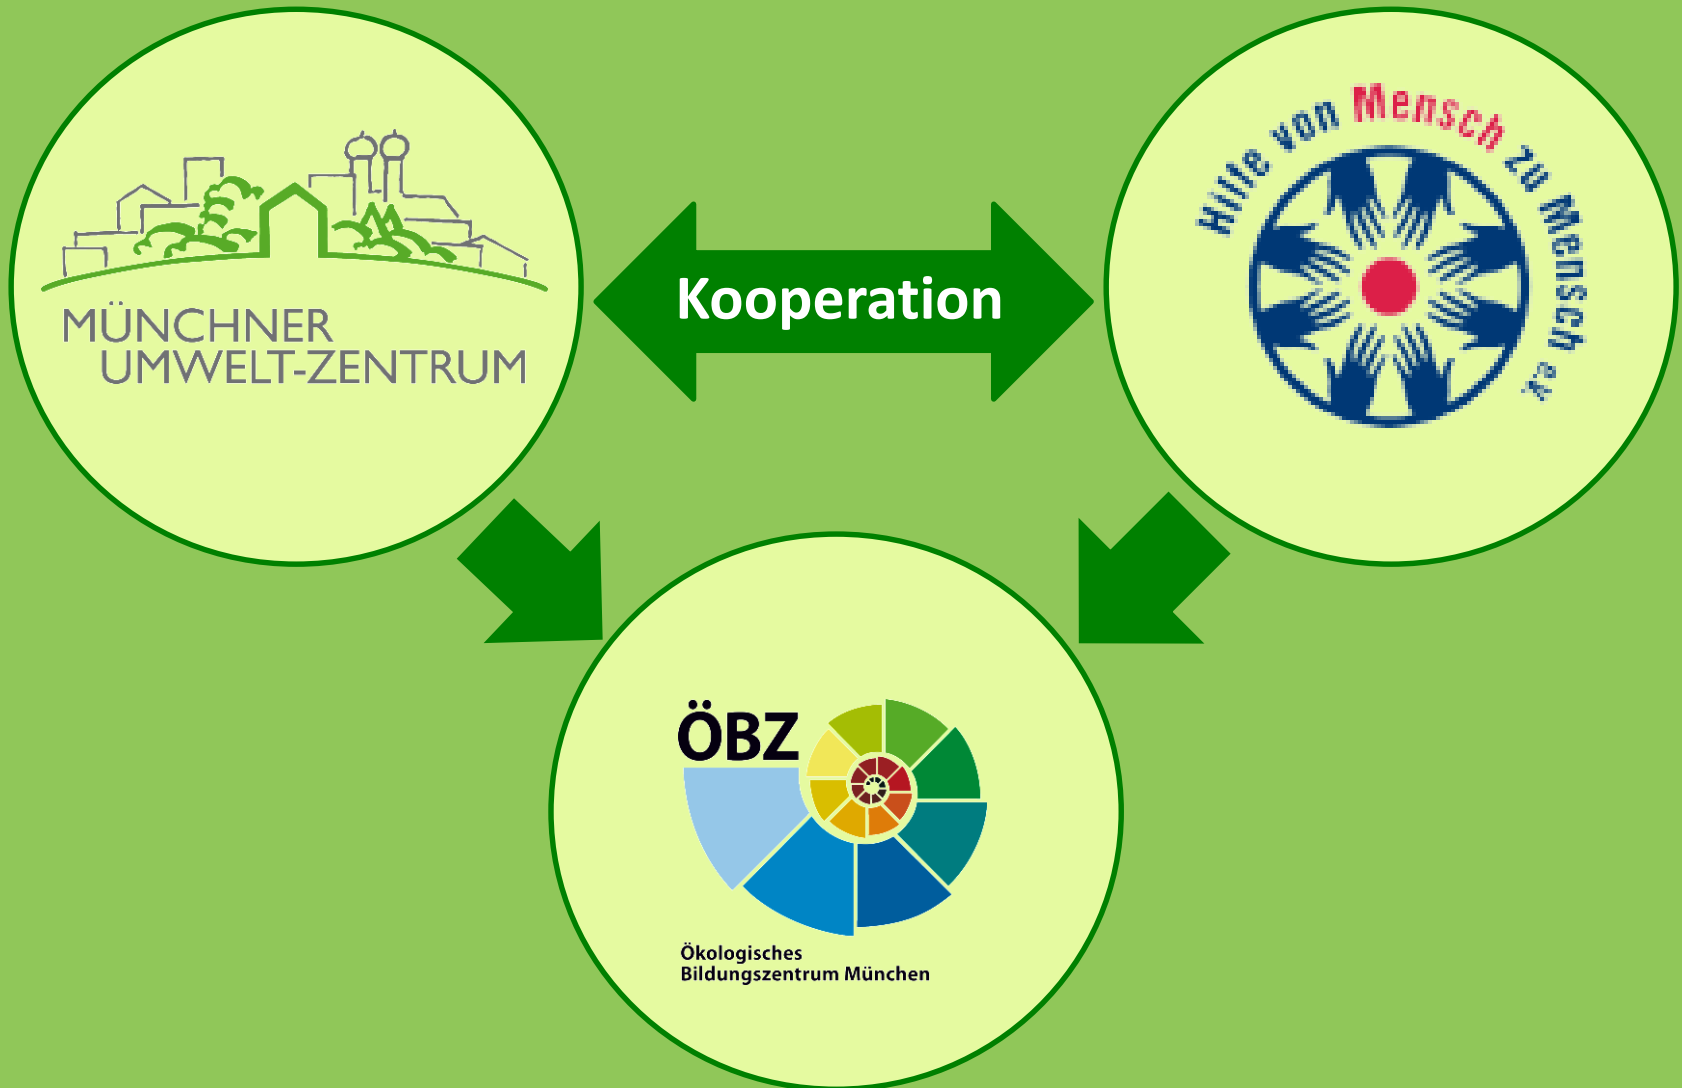 MÜNCHNER
UMWELT-ZENTRUM
Kooperation
Hilfe von Mensch zu Mensch e.V.
ÖBZ
Ökologisches
Bildungszentrum München